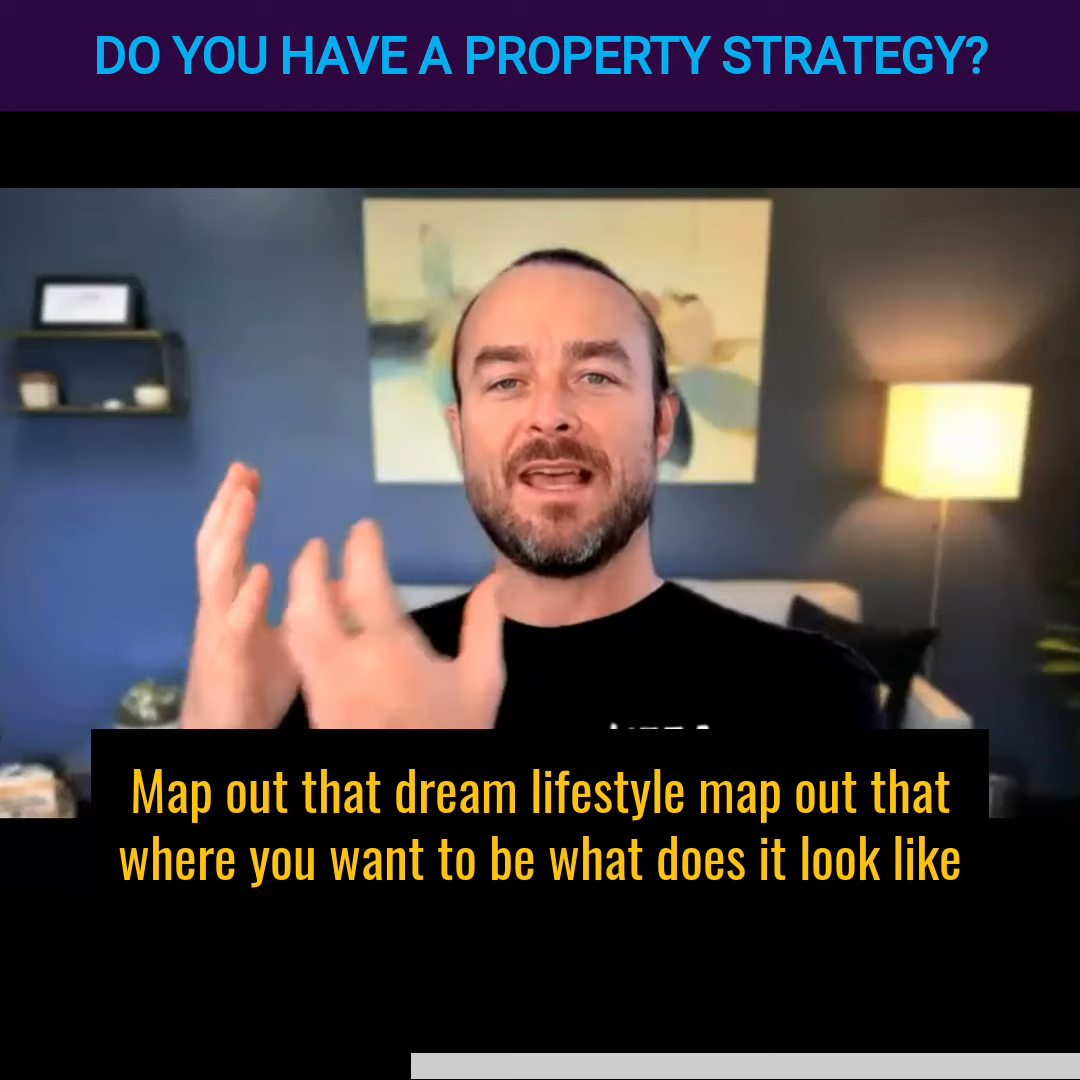 DO YOU HAVE A PROPERTY STRATEGY?
Map out that dream lifestyle map out that
where you want to be what does it look like